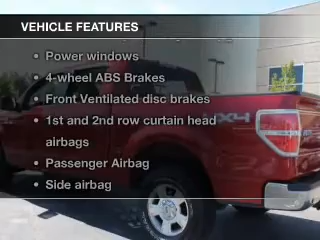 VEHICLE FEATURES
• Power windows
• 4-wheel ABS Brakes
• Front Ventilated disc brakes
• 1st and 2nd row curtain head
airbags
• Passenger Airbag
• Side airbag
4X4